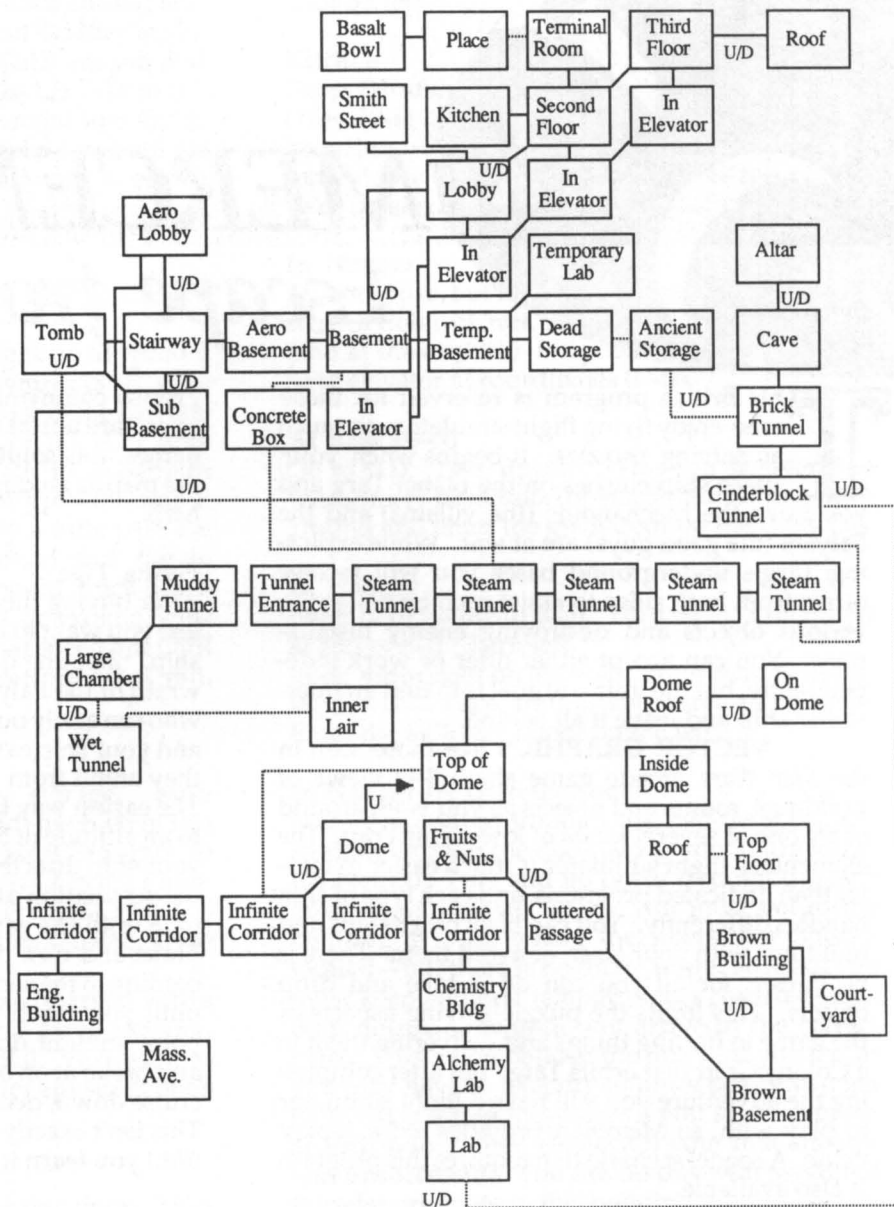 Basalt
Bowl
Place
Terminal
Room
Third
Floor
U/D
Roof
Smith
Street
Kitchen
Second
Floor
In
Elevator
U/D
Lobby
In
Elevator
Aero
Lobby
U/D
In
Elevator
Temporary
Lab
Altar
U/D
U/D
Tomb
U/D
Stairway
U/D
Aero
Basement
Basement
Temp.
Basement
Dead
Storage
Ancient
Storage
Cave
Sub
Basement
Concrete
Box
In
Elevator
U/D
Brick
Tunnel
U/D
Cinderblock
Tunnel
U/D
Muddy
Tunnel
Tunnel
Entrance
Steam
Tunnel
Steam
Tunnel
Steam
Tunnel
Steam
Tunnel
Steam
Tunnel
Large
Chamber
U/D
Wet
Tunnel
Inner
Lair
Dome
Roof
U/D
On
Dome
Top of
Dome
U
Inside
Dome
Dome
U/D
Fruits
& Nuts
U/D
U/D
Roof
Top
Floor
U/D
Infinite
Corridor
Infinite
Corridor
Infinite
Corridor
Infinite
Corridor
Infinite
Corridor
Cluttered
Passage
Brown
Building
U/D
Eng.
Building
Chemistry
Bldg
Court-
yard
Mass.
Ave.
Alchemy
Lab
Brown
Basement
Lab
U/D